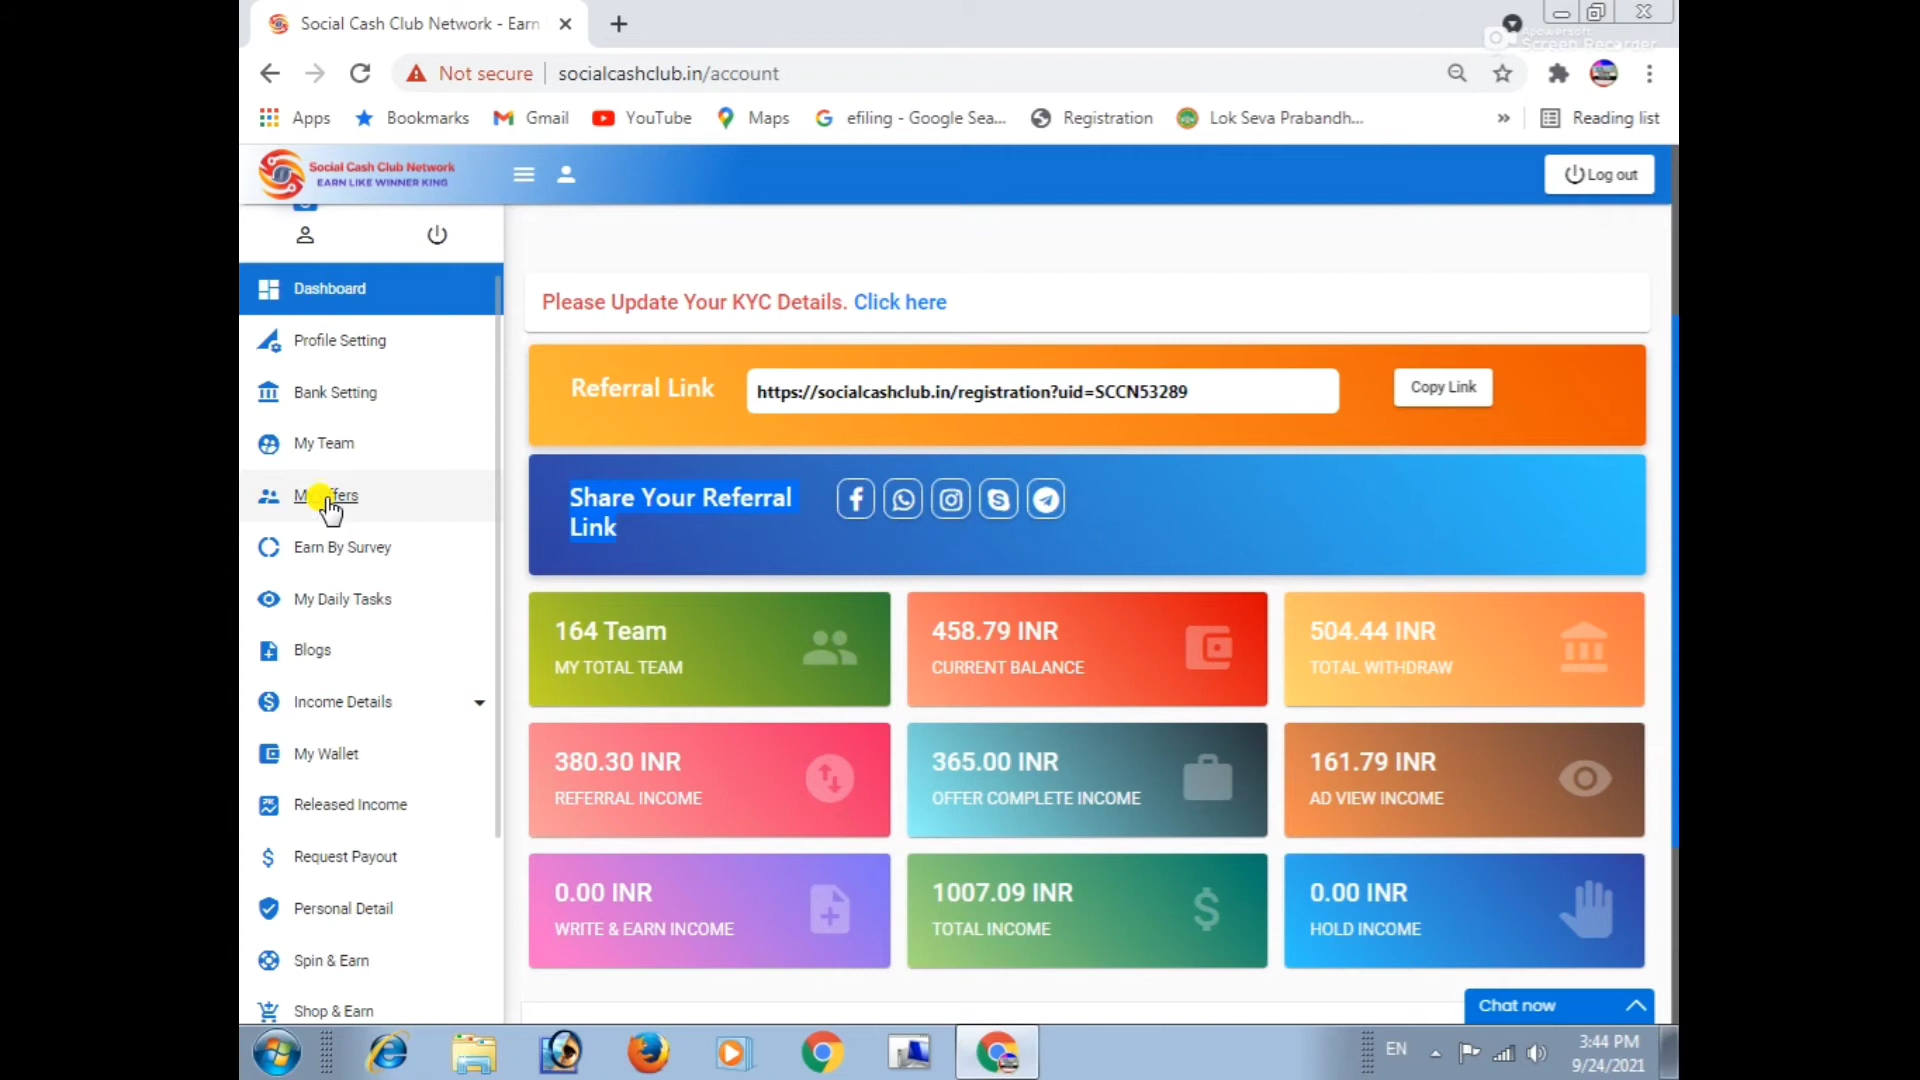 Social Cash Club Network - Earn
Apowersoft
Screen Recorder
Not secure
socialcashclub.in/account
Apps
Bookmarks
Gmail
YouTube
Maps
efiling - Google Sea...
Registration
Lok Seva Prabandh...
»
Reading list
Social Cash Club Network
EARN LIKE WINNER KING
Log out
Dashboard
Profile Setting
Bank Setting
My Team
Earn By Survey
My Daily Tasks
Blogs
Income Details
My Wallet
Released Income
Request Payout
Personal Detail
Spin & Earn
Shop & Earn
Please Update Your KYC Details. Click here
Referral Link
https://socialcashclub.in/registration?uid=SCCN53289
Copy Link
Share Your Referral
Link
164 Team
MY TOTAL TEAM
458.79 INR
CURRENT BALANCE
504.44 INR
TOTAL WITHDRAW
380.30 INR
REFERRAL INCOME
365.00 INR
OFFER COMPLETE INCOME
161.79 INR
AD VIEW INCOME
0.00 INR
WRITE & EARN INCOME
1007.09 INR
TOTAL INCOME
0.00 INR
HOLD INCOME
Chat now
EN
3:44 PM
9/24/2021